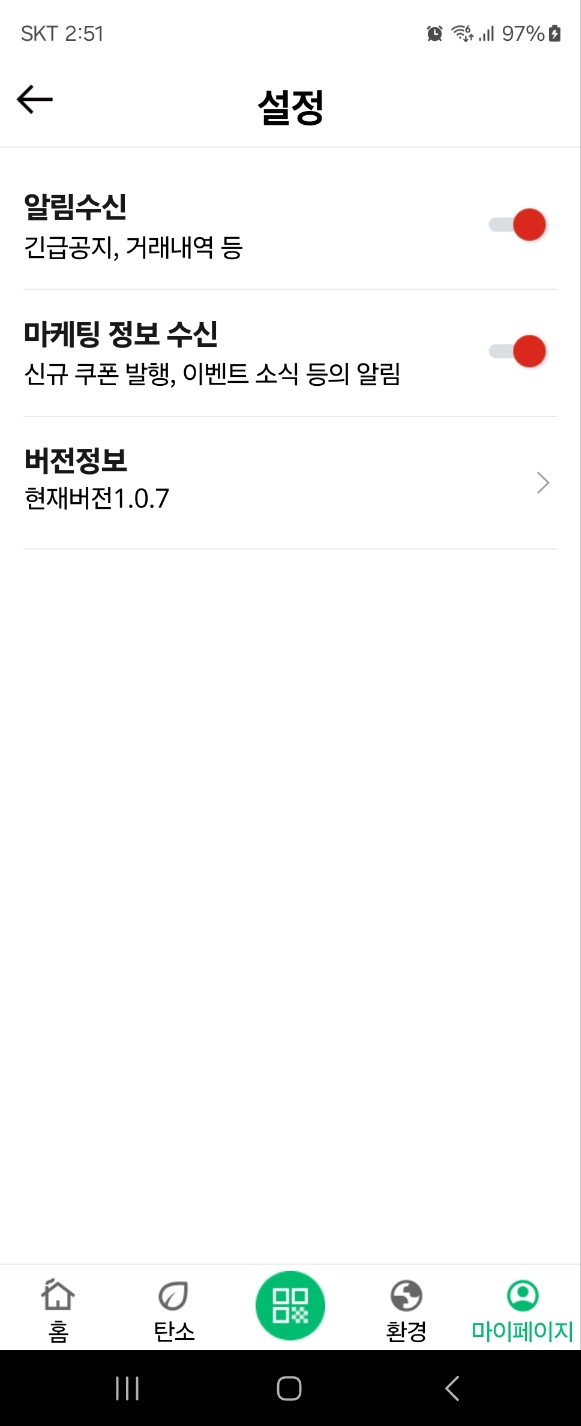 SKT 2:51
97%
설정
알림수신
긴급공지, 거래내역 등
마케팅 정보 수신
신규 쿠폰 발행, 이벤트 소식 등의 알림
버전정보
현재버전1.0.7
홈
탄소
환경
마이페이지